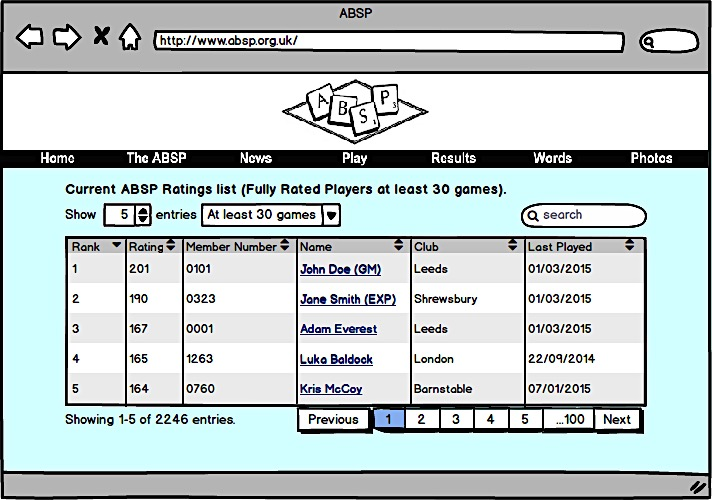 ABSP
http://www.absp.org.uk/
A B S P
1 3 1 3
Home The ABSP News Play Results Words Photos
Current ABSP Ratings list (Fully Rated Players at least 30 games).
Show 5 entries At least 30 games search
Rank Rating Member Number Name Club Last Played
1 201 0101 John Doe (GM) Leeds 01/03/2015
2 190 0323 Jane Smith (EXP) Shrewsbury 01/03/2015
3 167 0001 Adam Everest Leeds 01/03/2015
4 165 1263 Luka Baldock London 22/09/2014
5 164 0760 Kris McCoy Barnstable 07/01/2015
Showing 1-5 of 2246 entries. Previous 1 2 3 4 5 ...100 Next